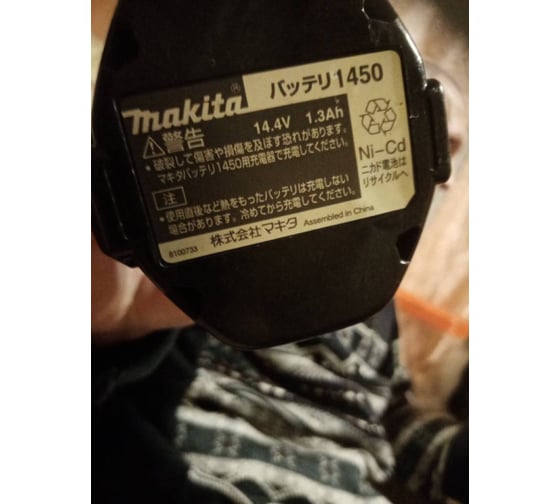 バッテリ1450
makita®
14.4V 1.3Ah
警告
• 破裂して傷害や損傷を及ぼす恐れがあります。
マキタバッテリ1450用充電器で充電してください。
注
• 使用直後など熱をもったバッテリは充電しない
場合があります。冷めてから充電してください。
Ni-Cd
ニカド電池は
リサイクルへ
8100733 株式会社マキタ Assembled in China